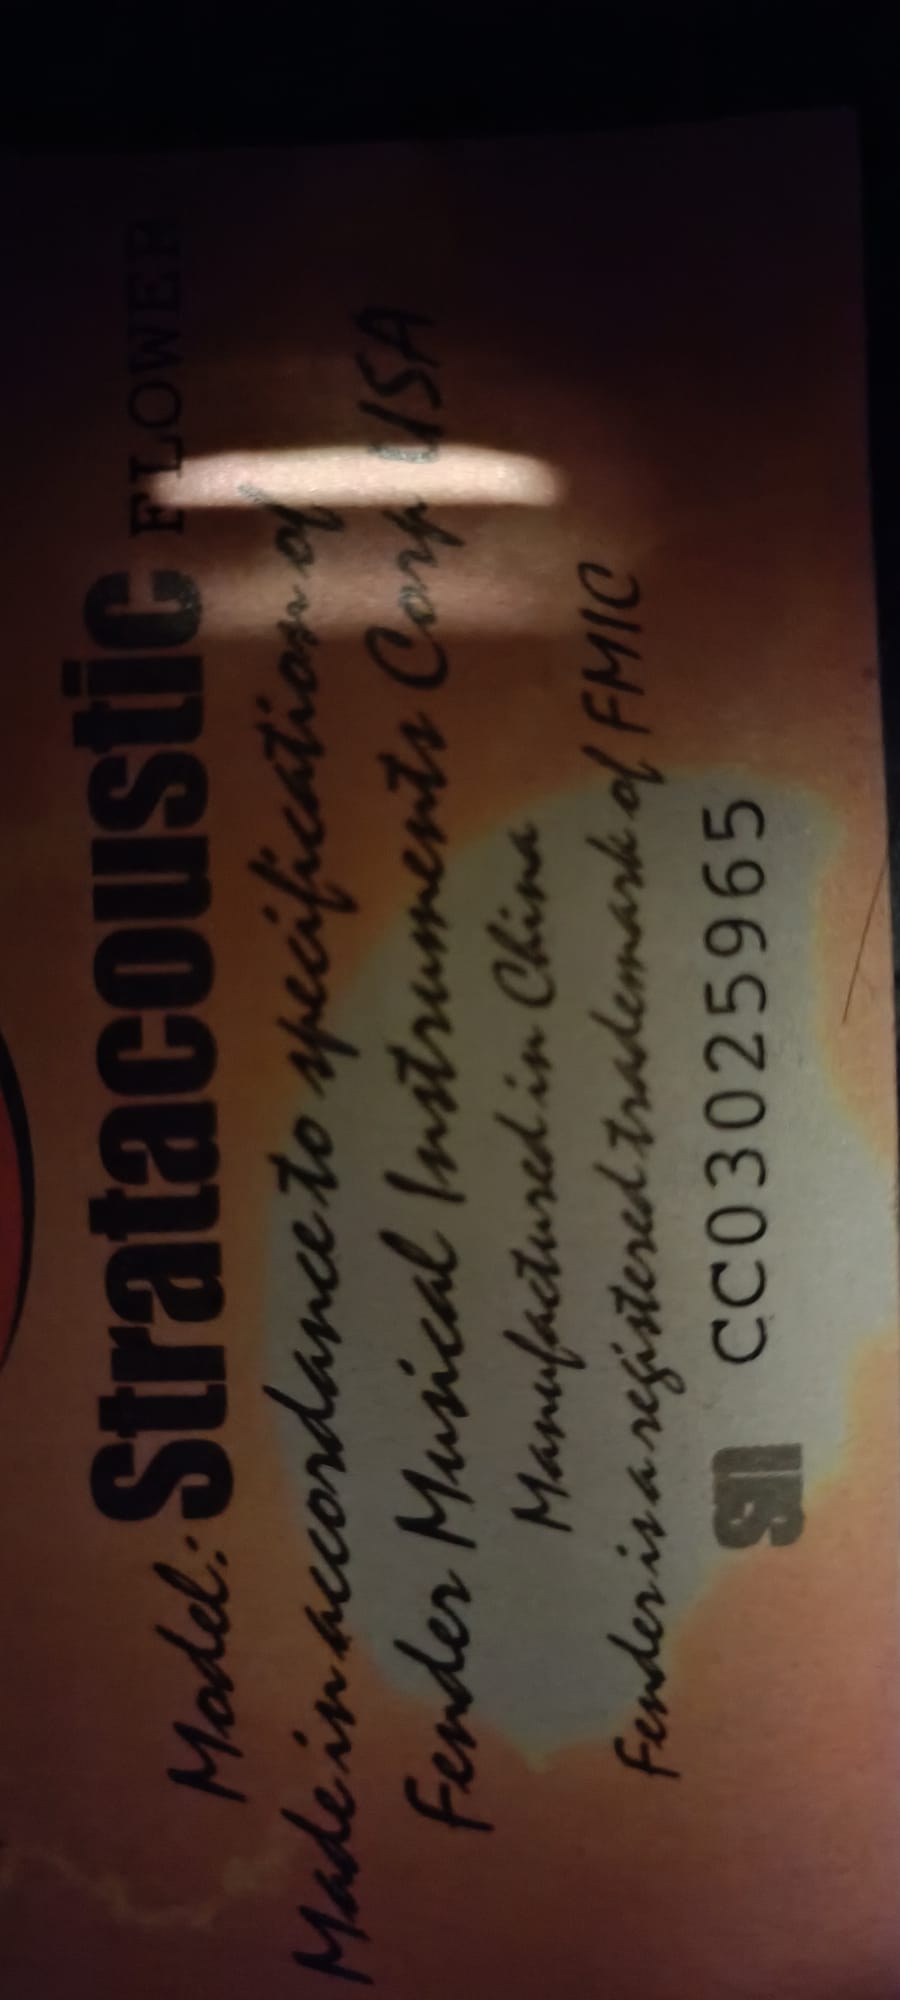 Model: Stratacoustic FLOWER
Made in accordance to specification of
Fender Musical Instruments Corp USA
Manufactured in China
Fender is a registered trademark of FMIC
CC03025965